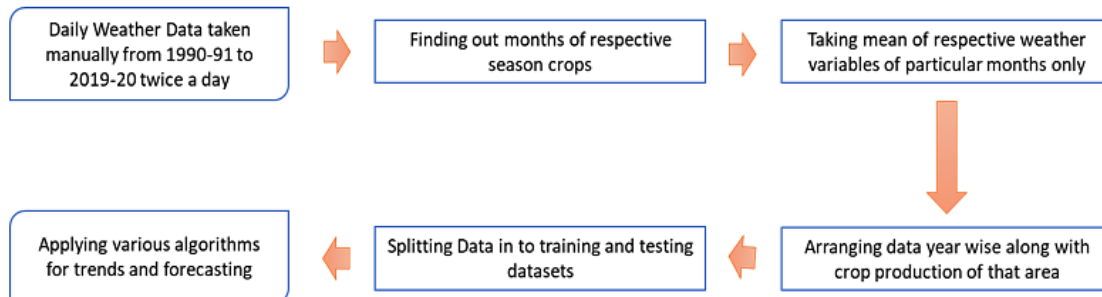 Daily Weather Data taken
manually from 1990-91 to
2019-20 twice a day
Finding out months of respective
season crops
Taking mean of respective weather
variables of particular months only
Arranging data year wise along with
crop production of that area
Splitting Data in to training and testing
datasets
Applying various algorithms
for trends and forecasting